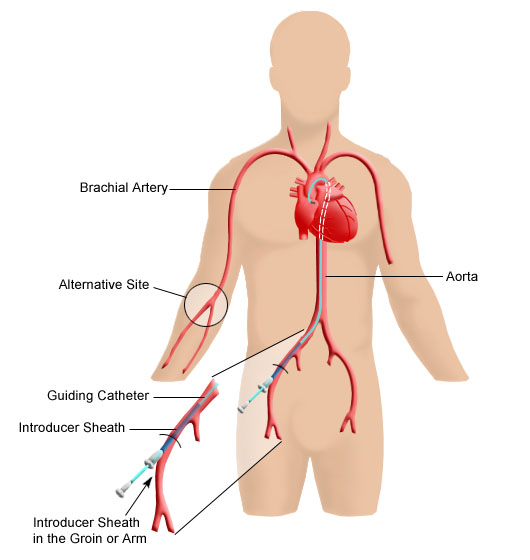 Brachial Artery
Alternative Site
Aorta
Guiding Catheter
Introducer Sheath
Introducer Sheath
in the Groin or Arm